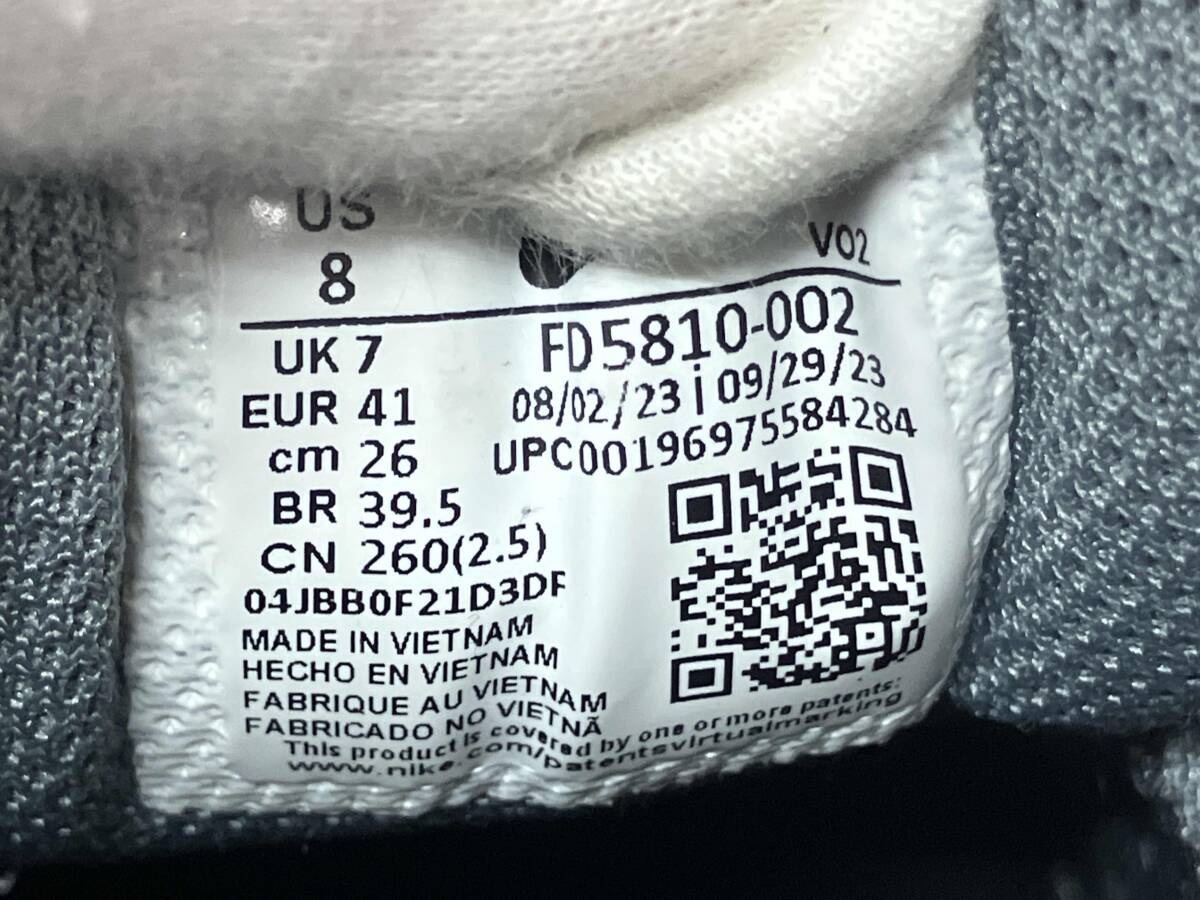 US
8
V02
UK 7
EUR 41
cm 26
BR 39.5
CN 260(2.5)
FD5810-002
08/02/23 | 09/29/23
UPC00196975584284
04JBB0F21D3DF
MADE IN VIETNAM
HECHO EN VIETNAM
FABRIQUE AU VIETNAM
FABRICADO NO VIETNÃ
This product is covered by one or more patents:
www.nike.com/patentsvirtualmarking